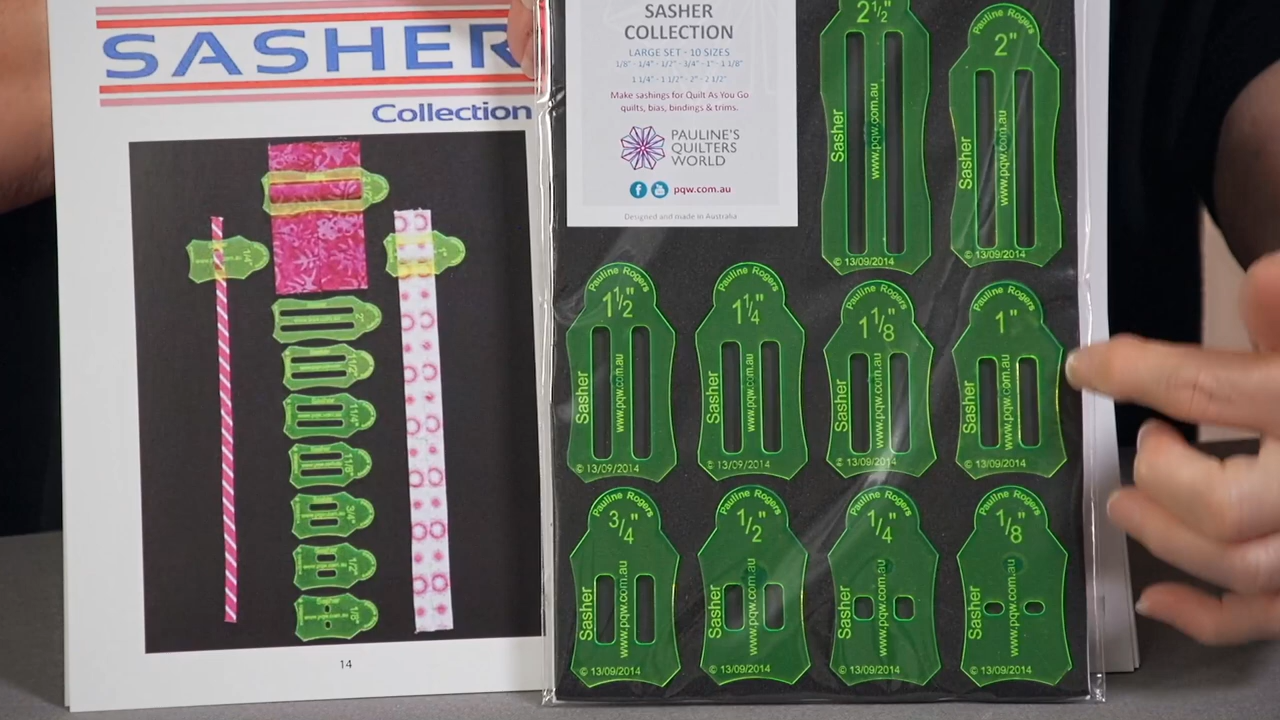 SASHER
Collection
14
SASHER
COLLECTION
LARGE SET - 10 SIZES
1/8" - 1/4" - 1/2" - 3/4" - 1" - 1 1/8"
1 1/4" - 1 1/2" - 2" - 2 1/2"
Make sashings for Quilt As You Go
quilts, bias, bindings & trims.
PAULINE'S
QUILTERS
WORLD
pqw.com.au
Designed and made in Australia
2½"
Sasher
www.pqw.com.au
© 13/09/2014
Pauline Rogers
2"
Sasher
www.pqw.com.au
© 13/09/2014
Pauline Rogers
1½"
Sasher
www.pqw.com.au
© 13/09/2014
Pauline Rogers
1¼"
Sasher
www.pqw.com.au
© 13/09/2014
Pauline Rogers
1⅛"
Sasher
www.pqw.com.au
© 13/09/2014
Pauline Rogers
1"
Sasher
www.pqw.com.au
© 13/09/2014
Pauline Rogers
3/4"
Sasher
www.pqw.com.au
© 13/09/2014
Pauline Rogers
1/2"
Sasher
www.pqw.com.au
© 13/09/2014
Pauline Rogers
1/4"
Sasher
www.pqw.com.au
© 13/09/2014
Pauline Rogers
1/8"
Sasher
www.pqw.com.au
© 13/09/2014